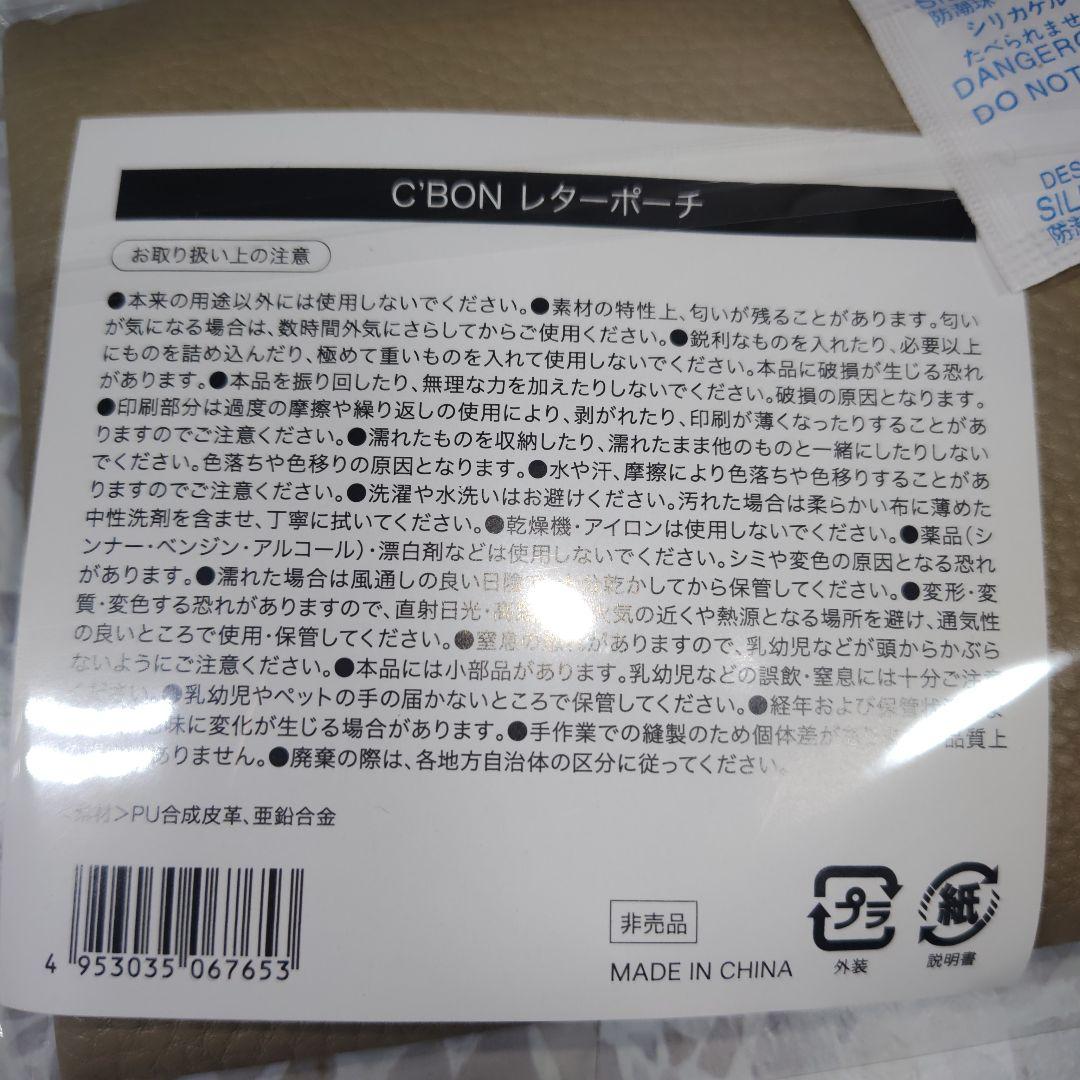 防潮
シリカゲル
たべられませ
DANGER
DO NOT
DES
SIL
防潮
C'BON レターポーチ
お取り扱い上の注意
●本来の用途以外には使用しないでください。●素材の特性上、匂いが残ることがあります。匂い
が気になる場合は、数時間外気にさらしてからご使用ください。●鋭利なものを入れたり、必要以上
にものを詰め込んだり、極めて重いものを入れて使用しないでください。本品に破損が生じる恐れ
があります。●本品を振り回したり、無理な力を加えたりしないでください。破損の原因となります。
●印刷部分は過度の摩擦や繰り返しの使用により、剥がれたり、印刷が薄くなったりすることがあ
りますのでご注意ください。●濡れたものを収納したり、濡れたまま他のものと一緒にしたりしない
でください。色落ちや色移りの原因となります。●水や汗、摩擦により色落ちや色移りすることがあ
りますのでご注意ください。●洗濯や水洗いはお避けください。汚れた場合は柔らかい布に薄めた
中性洗剤を含ませ、丁寧に拭いてください。●乾燥機・アイロンは使用しないでください。●薬品(シ
ンナー・ベンジン・アルコール)・漂白剤などは使用しないでください。シミや変色の原因となる恐れ
があります。●濡れた場合は風通しの良い日陰で 分乾かしてから保管してください。●変形・変
質・変色する恐れがありますので、直射日光・高 火気の近くや熱源となる場所を避け、通気性
の良いところで使用・保管してください。●窒息の がありますので、乳幼児などが頭からかぶら
ないようにご注意ください。●本品には小部品があります。乳幼児などの誤飲・窒息には十分ご注意
ください。●乳幼児やペットの手の届かないところで保管してください。●経年および保管状
味に変化が生じる場合があります。●手作業での縫製のため個体差が 品質上
ありません。●廃棄の際は、各地方自治体の区分に従ってください。
材>PU合成皮革、亜鉛合金
4 953035 067653
非売品
MADE IN CHINA
プラ
外装
紙
説明書